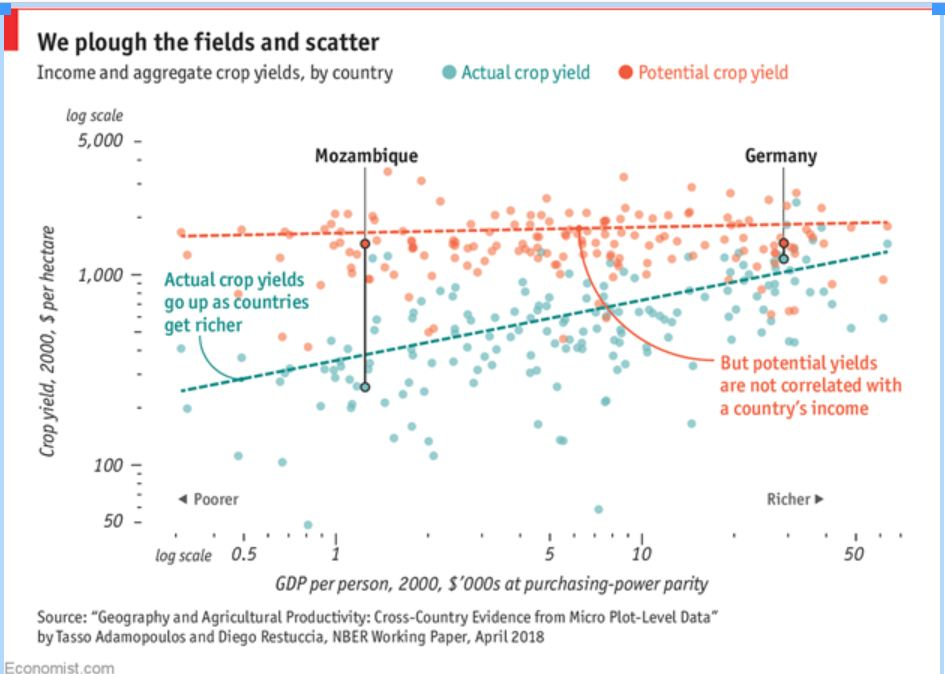 We plough the fields and scatter
Income and aggregate crop yields, by country
Actual crop yield
Potential crop yield
log scale
5,000
1,000
100
50
Crop yield, 2000, $ per hectare
Mozambique
Germany
Actual crop yields
go up as countries
get richer
But potential yields
are not correlated with
a country's income
◄ Poorer
Richer ►
log scale
0.5
1
5
10
50
GDP per person, 2000, $'000s at purchasing-power parity
Source: “Geography and Agricultural Productivity: Cross-Country Evidence from Micro Plot-Level Data”
by Tasso Adamopoulos and Diego Restuccia, NBER Working Paper, April 2018
Economist.com